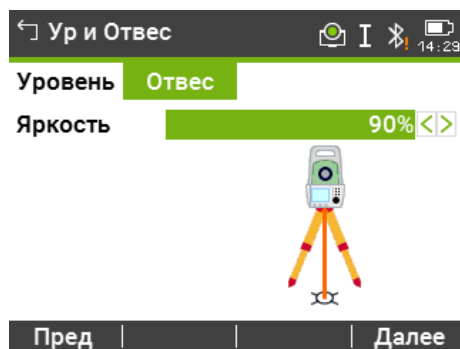 Ур и Отвес
I
14:29
Уровень Отвес
Яркость 90%
Пред Далее